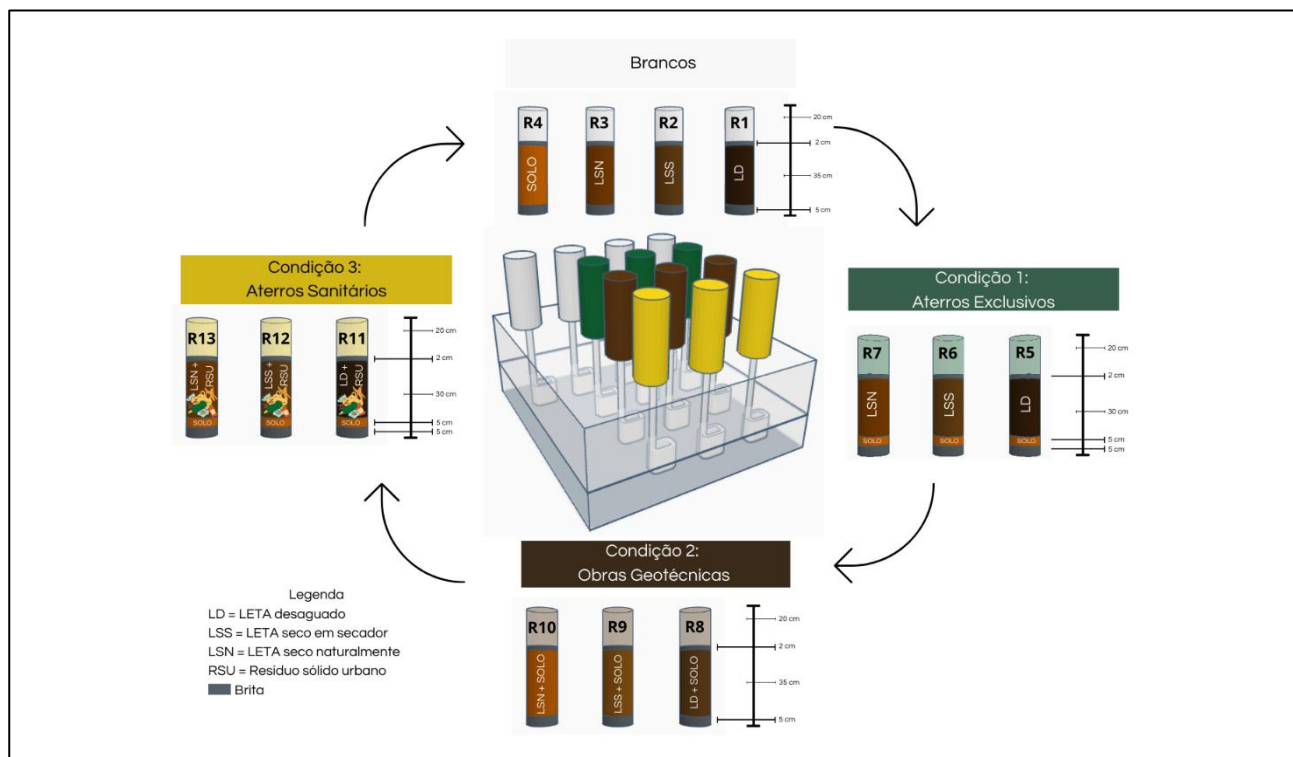 Brancos
R4 R3 R2 R1
SOLO LSN LSS LD
20 cm
2 cm
35 cm
5 cm
Condição 3:
Aterros Sanitários
R13 R12 R11
LSN + RSU LSS + RSU LD + RSU
SOLO SOLO SOLO
20 cm
2 cm
30 cm
5 cm
5 cm
Condição 1:
Aterros Exclusivos
R7 R6 R5
LSN LSS LD
SOLO SOLO SOLO
20 cm
2 cm
30 cm
5 cm
5 cm
Condição 2:
Obras Geotécnicas
R10 R9 R8
LSN + SOLO LSS + SOLO LD + SOLO
20 cm
2 cm
35 cm
5 cm
Legenda
LD = LETA desaguado
LSS = LETA seco em secador
LSN = LETA seco naturalmente
RSU = Resíduo sólido urbano
Brita